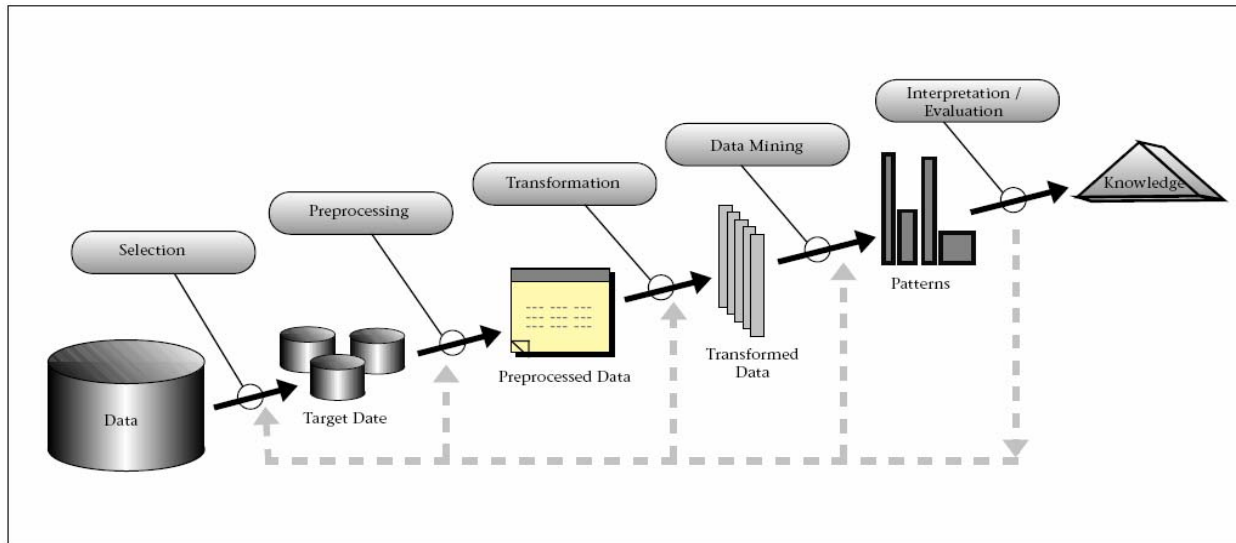 Interpretation /
Evaluation
Data Mining
Knowledge
Transformation
Preprocessing
Selection
Patterns
Transformed
Data
Preprocessed Data
Target Date
Data